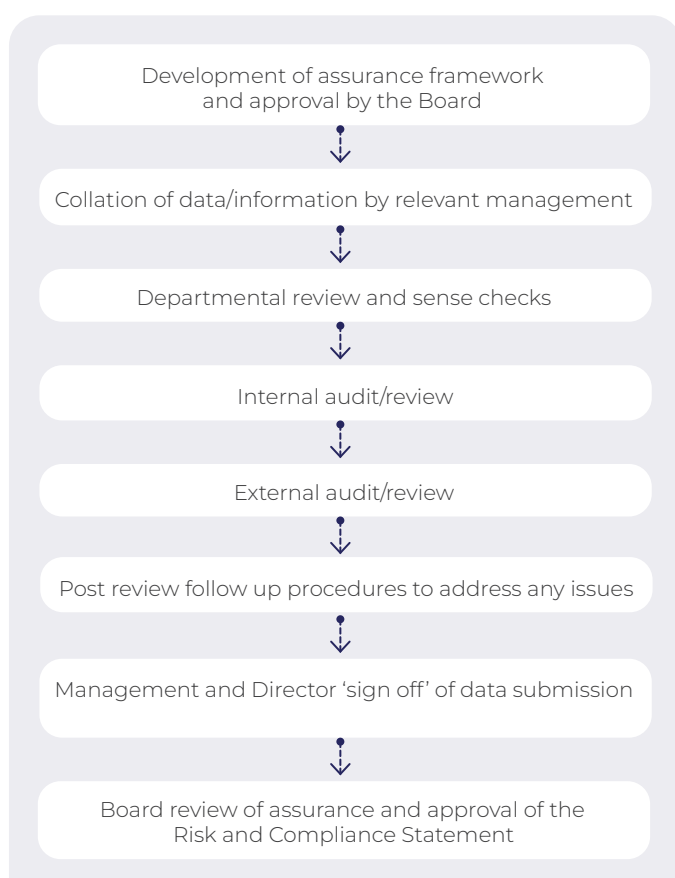 Development of assurance framework
and approval by the Board
Collation of data/information by relevant management
Departmental review and sense checks
Internal audit/review
External audit/review
Post review follow up procedures to address any issues
Management and Director ‘sign off’ of data submission
Board review of assurance and approval of the
Risk and Compliance Statement